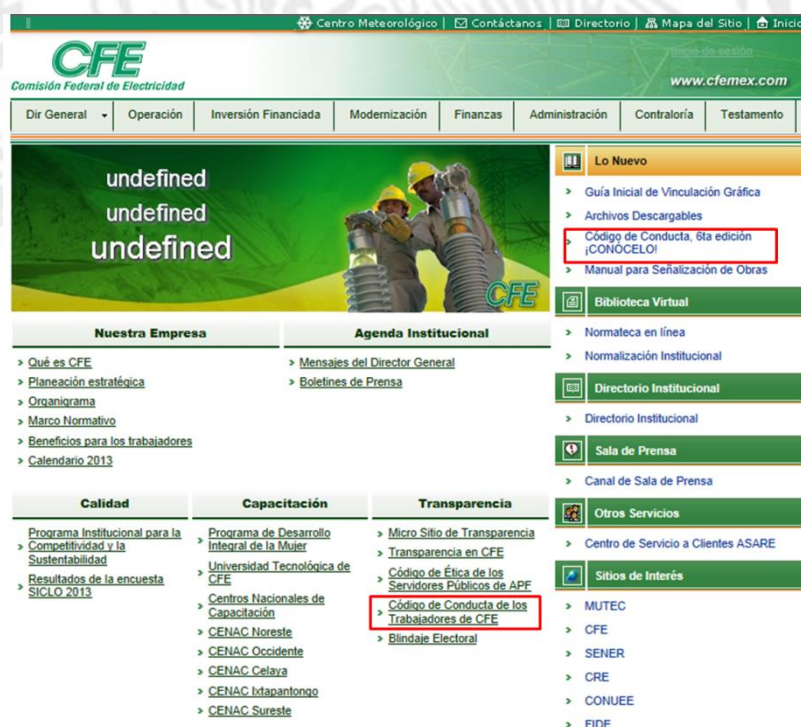 Centro Meteorológico | Contáctanos | Directorio | Mapa del Sitio | Inicio
CFE
Comisión Federal de Electricidad
Inicio de sesión
www.cfemex.com
Dir General
Operación
Inversión Financiada
Modernización
Finanzas
Administración
Contraloría
Testamento
undefined
undefined
undefined
CFE
Nuestra Empresa
Qué es CFE
Planeación estratégica
Organigrama
Marco Normativo
Beneficios para los trabajadores
Calendario 2013
Agenda Institucional
Mensajes del Director General
Boletines de Prensa
Calidad
Programa Institucional para la
Competitividad y la
Sustentabilidad
Resultados de la encuesta
SICLO 2013
Capacitación
Programa de Desarrollo
Integral de la Mujer
Universidad Tecnológica de
CFE
Centros Nacionales de
Capacitación
CENAC Noreste
CENAC Occidente
CENAC Celaya
CENAC Ixtapantongo
CENAC Sureste
Transparencia
Micro Sitio de Transparencia
Transparencia en CFE
Código de Ética de los
Servidores Públicos de APF
Código de Conducta de los
Trabajadores de CFE
Blindaje Electoral
Lo Nuevo
Guía Inicial de Vinculación Gráfica
Archivos Descargables
Código de Conducta, 6ta edición
¡CONÓCELO!
Manual para Señalización de Obras
Biblioteca Virtual
Normateca en línea
Normalización Institucional
Directorio Institucional
Directorio Institucional
Sala de Prensa
Canal de Sala de Prensa
Otros Servicios
Centro de Servicio a Clientes ASARE
Sitios de Interés
MUTEC
CFE
SENER
CRE
CONUEE
FIDE